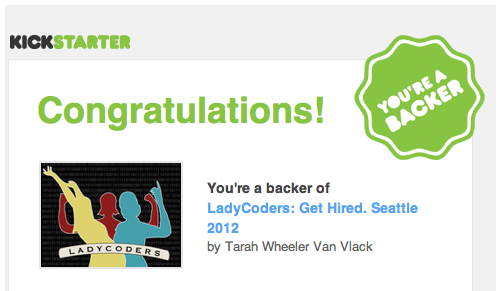 KICKSTARTER
YOU'RE A
BACKER
Congratulations!
LADYCODERS
You're a backer of
LadyCoders: Get Hired. Seattle
2012
by Tarah Wheeler Van Vlack